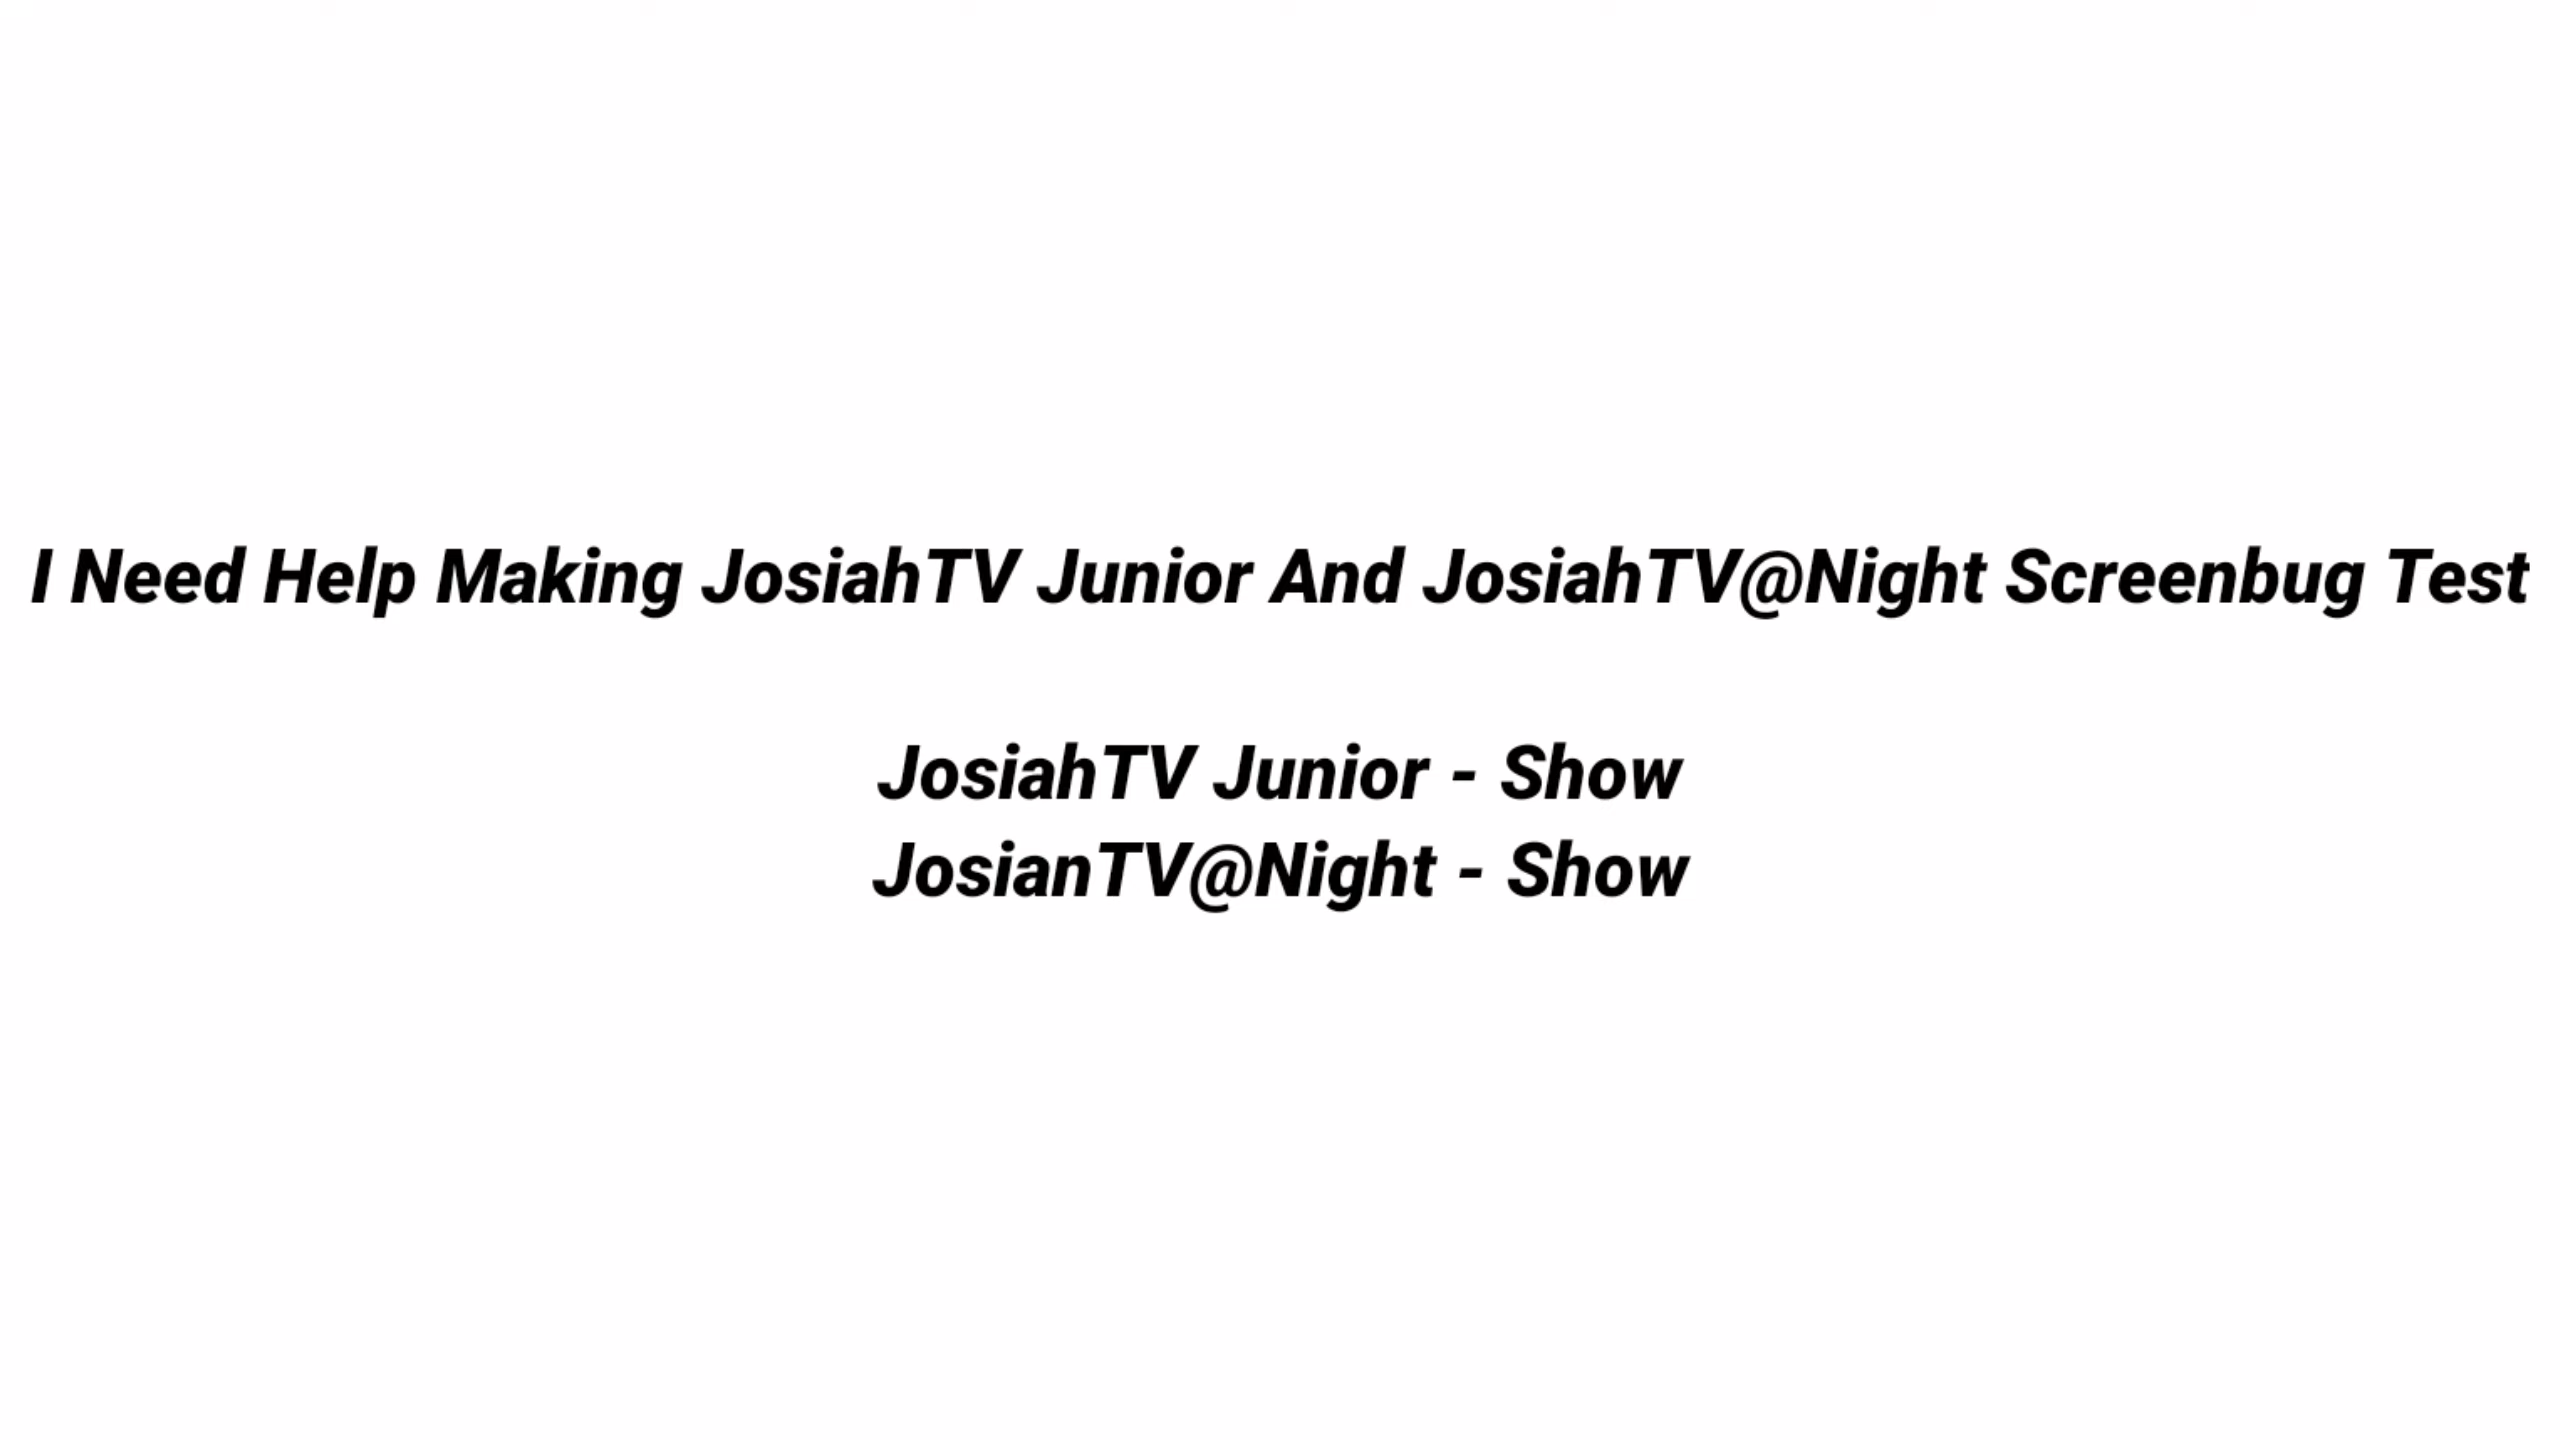 I Need Help Making JosiahTV Junior And JosiahTV@Night Screenbug Test
JosiahTV Junior - Show
JosianTV@Night - Show